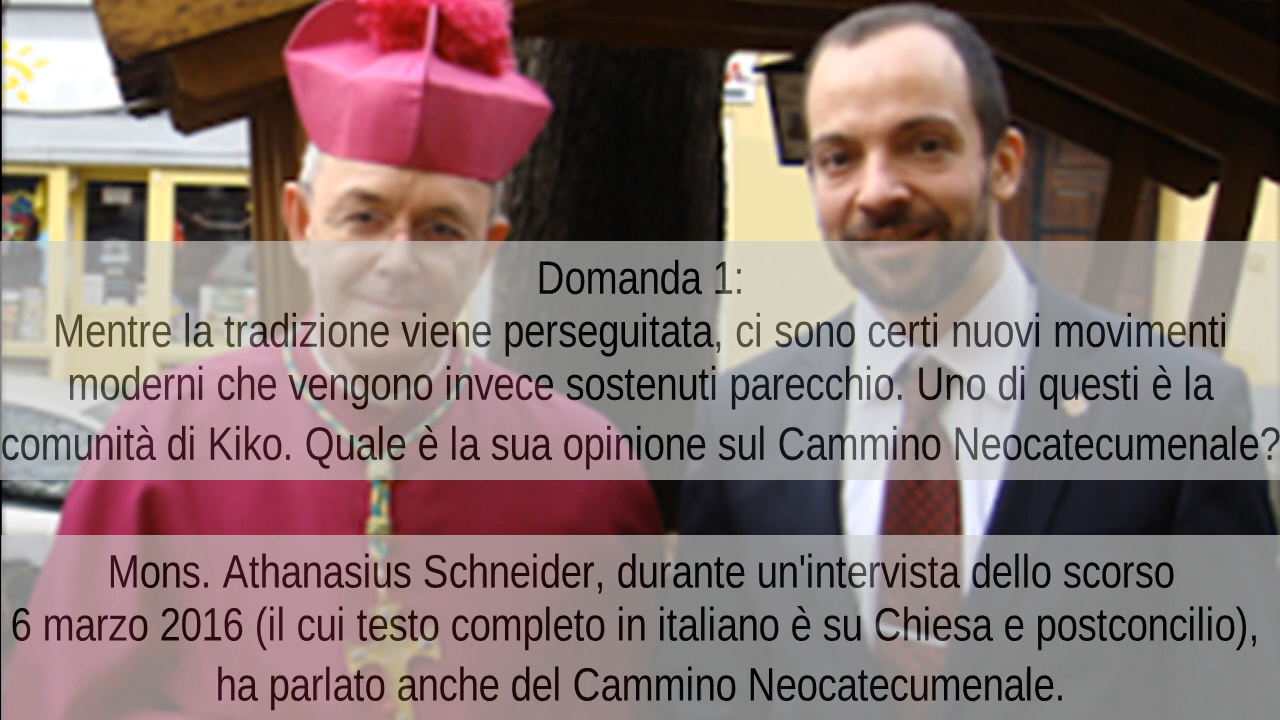 Domanda 1:
Mentre la tradizione viene perseguitata, ci sono certi nuovi movimenti
moderni che vengono invece sostenuti parecchio. Uno di questi è la
comunità di Kiko. Quale è la sua opinione sul Cammino Neocatecumenale?
Mons. Athanasius Schneider, durante un'intervista dello scorso
6 marzo 2016 (il cui testo completo in italiano è su Chiesa e postconcilio),
ha parlato anche del Cammino Neocatecumenale.